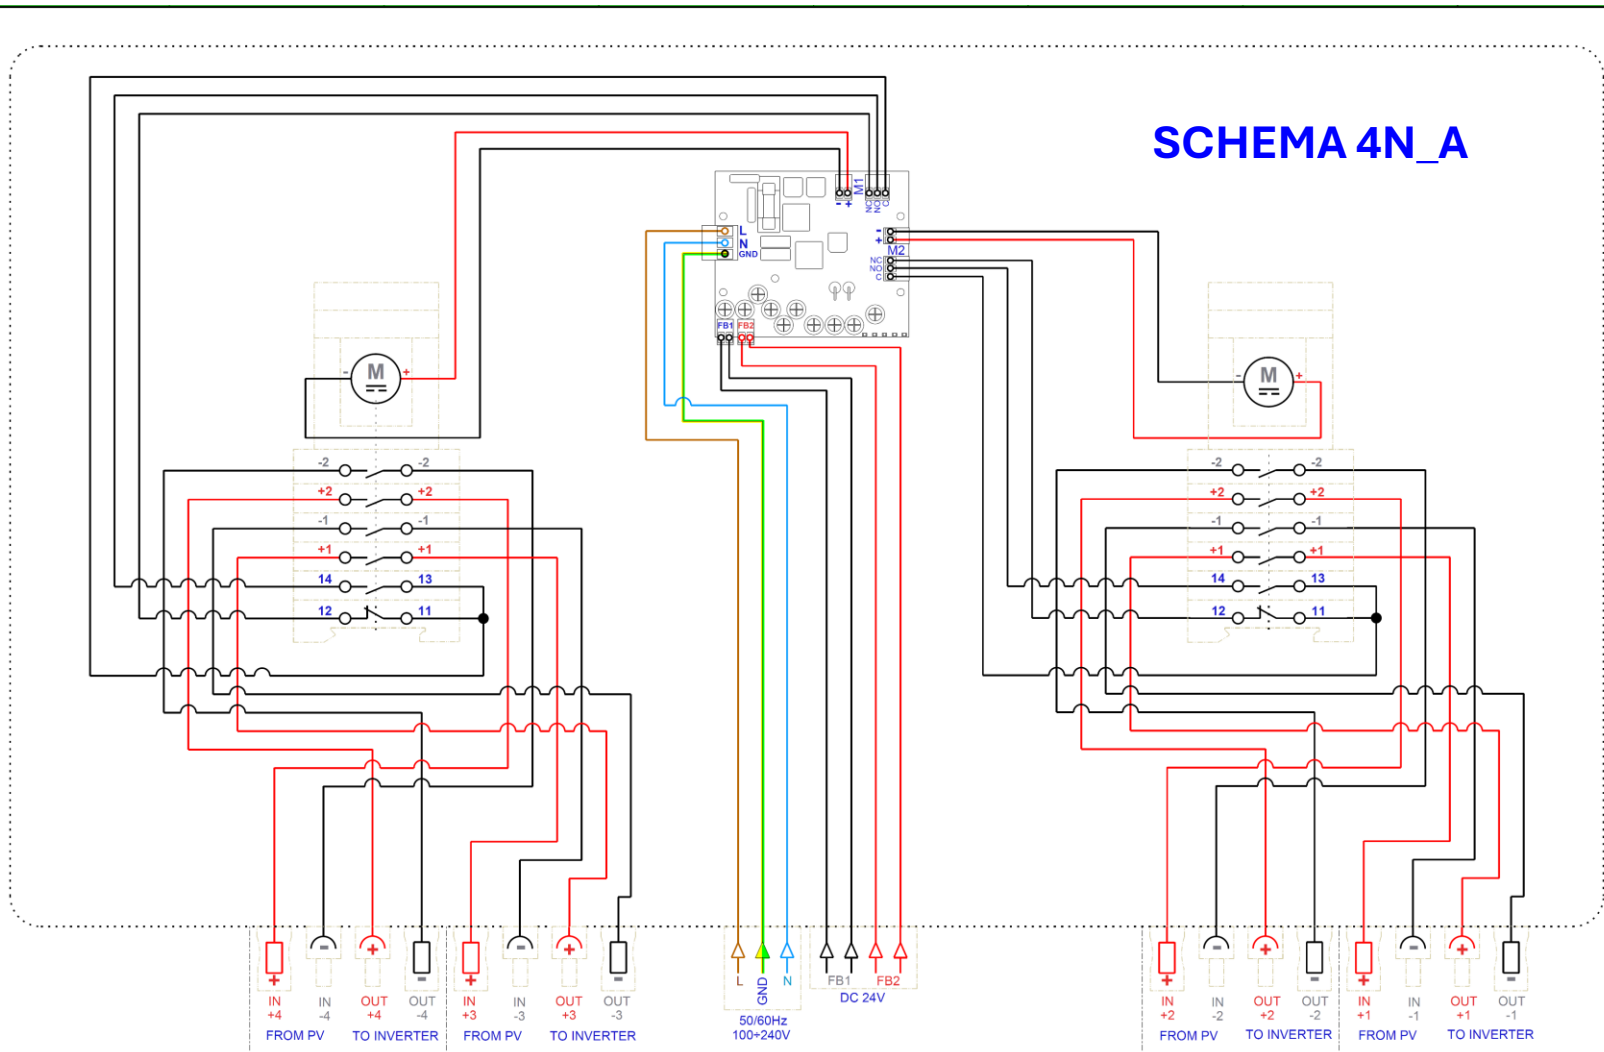 SCHEMA 4N_A
M1
- +
NC
NO
C
L
N
GND
-
+
M2
NC
NO
C
FB1 FB2
- M +
- M +
-2 -2
+2 +2
-1 -1
+1 +1
14 13
12 11
-2 -2
+2 +2
-1 -1
+1 +1
14 13
12 11
+ - + - + - + -
L GND N
FB1 FB2
DC 24V
50/60Hz
100÷240V
+ - + - + - + -
IN IN OUT OUT IN IN OUT OUT
+4 -4 +4 -4 +3 -3 +3 -3
FROM PV TO INVERTER FROM PV TO INVERTER
IN IN OUT OUT IN IN OUT OUT
+2 -2 +2 -2 +1 -1 +1 -1
FROM PV TO INVERTER FROM PV TO INVERTER